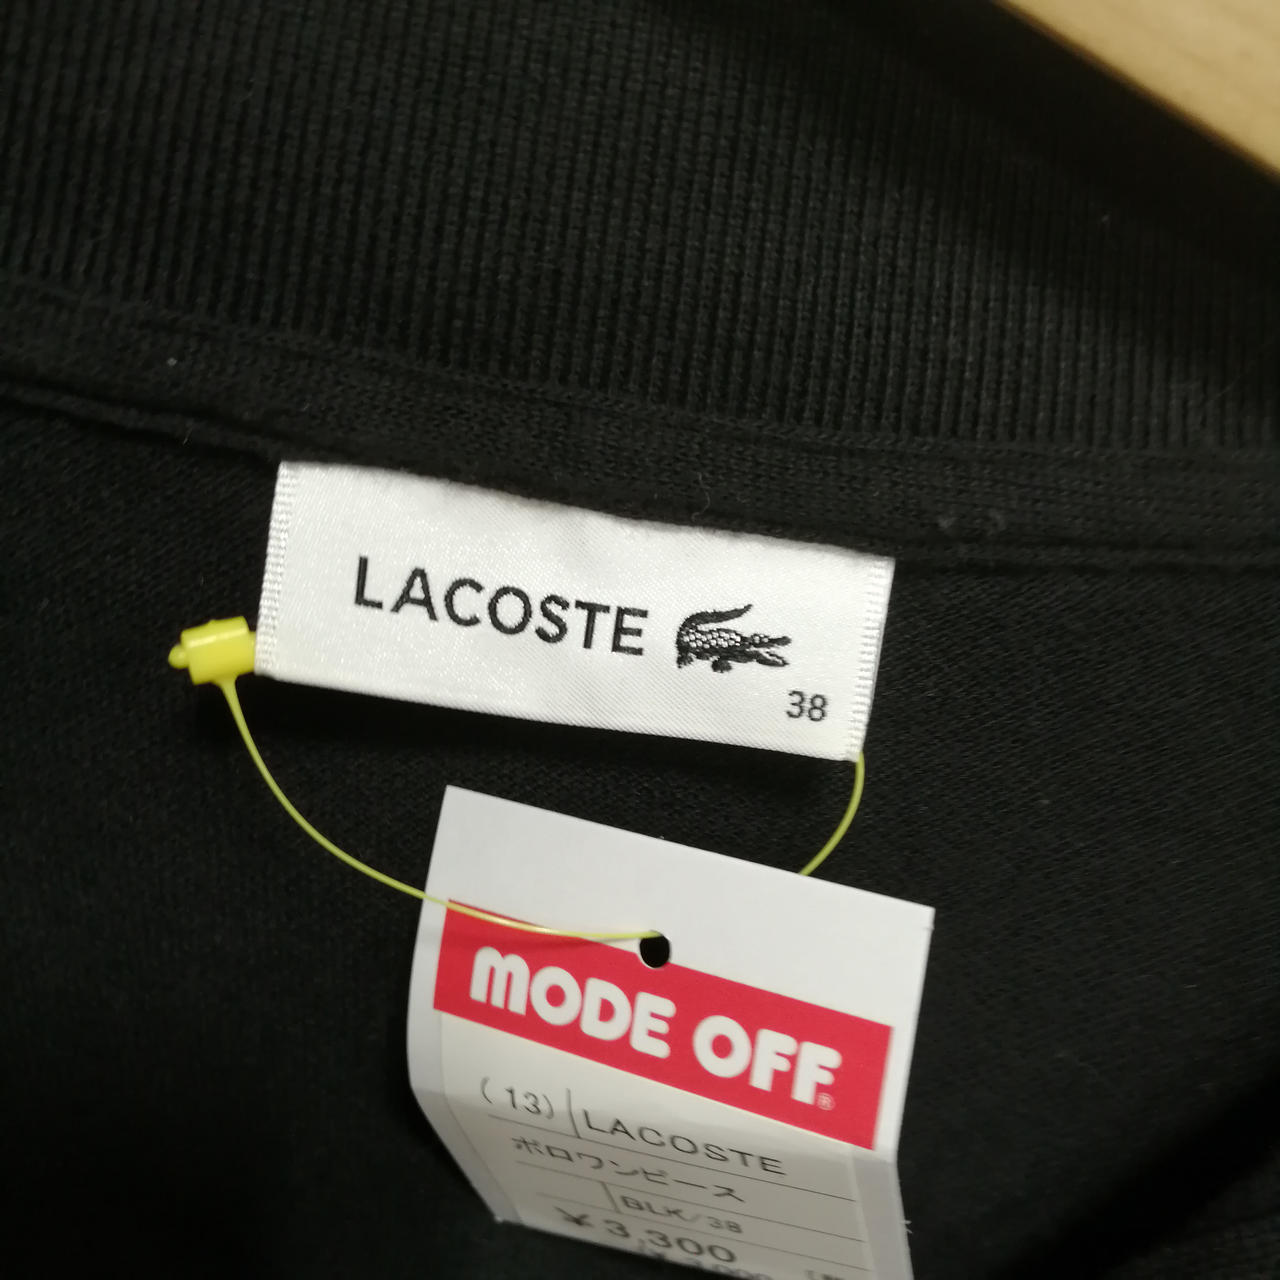 LACOSTE
38
MODE OFF®
(13) LACOSTE
ポロワンピース
BLK/38
¥3,300